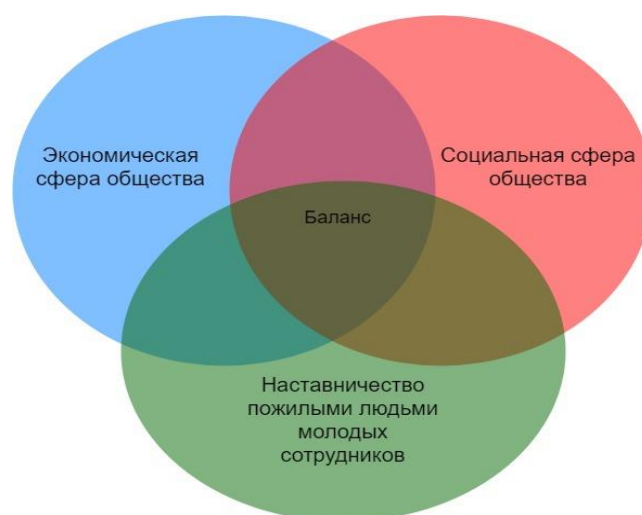 Экономическая
сфера общества
Социальная сфера
общества
Баланс
Наставничество
пожилыми людьми
молодых
сотрудников